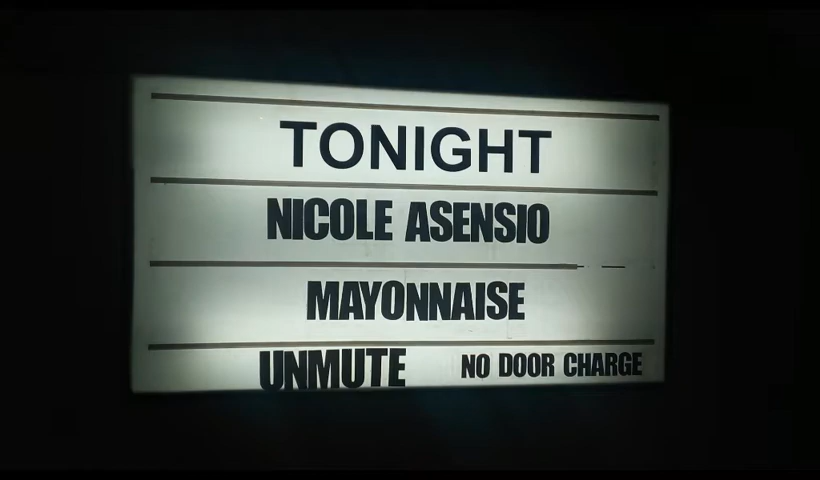 TONIGHT
NICOLE ASENSIO
MAYONNAISE
UNMUTE NO DOOR CHARGE